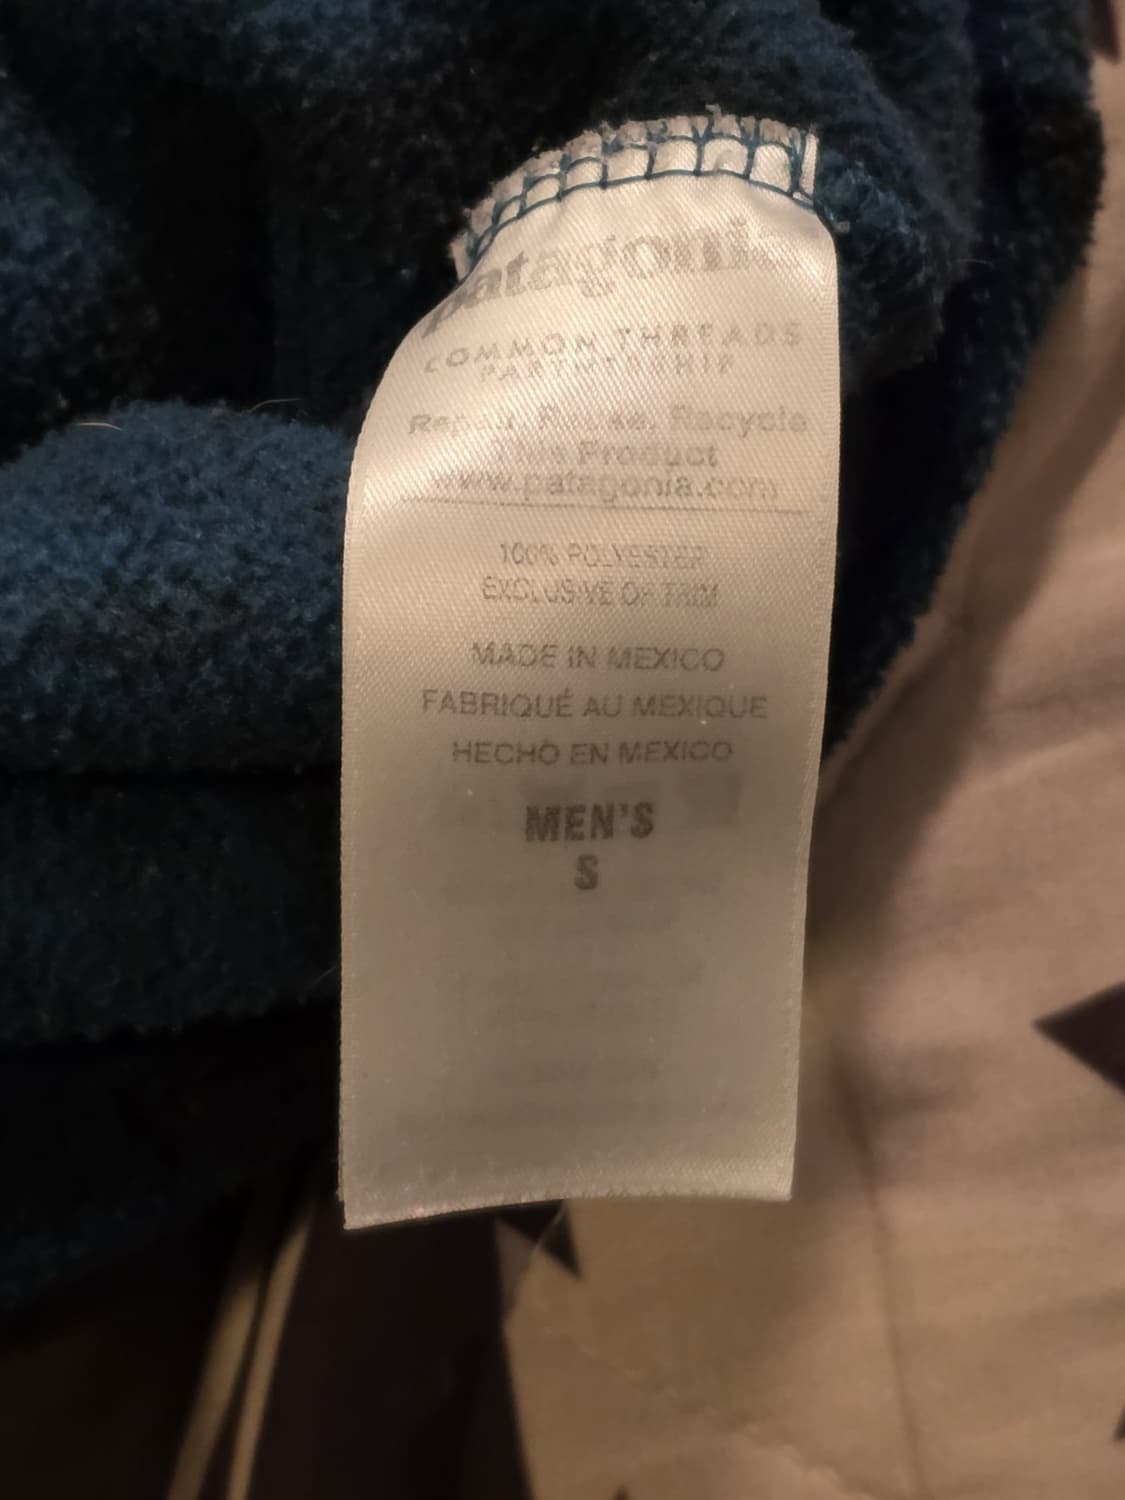 patagonia
COMMON THREADS
PARTNERSHIP
Repair, Reuse, Recycle
This Product
www.patagonia.com
100% POLYESTER
EXCLUSIVE OF TRIM
MADE IN MEXICO
FABRIQUÉ AU MEXIQUE
HECHO EN MEXICO
MEN'S
S